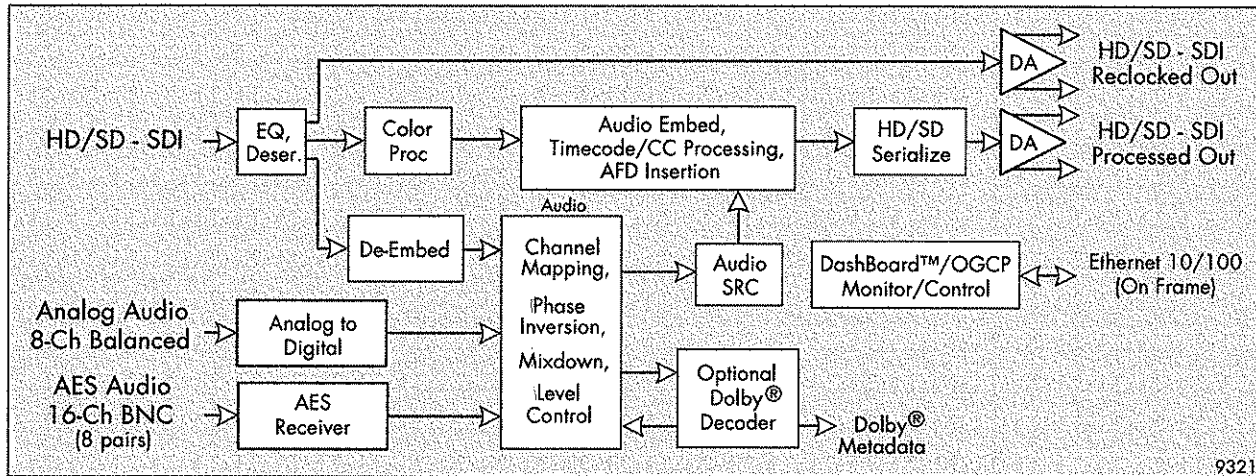 HD/SD - SDI
EQ,
Deser.
Color
Proc
Audio Embed,
Timecode/CC Processing,
AFD Insertion
HD/SD
Serialize
DA
HD/SD - SDI
Reclocked Out
DA
HD/SD - SDI
Processed Out
De-Embed
Audio
Channel
Mapping,
Phase
Inversion,
Mixdown,
Level
Control
Audio
SRC
DashBoard™/OGCP
Monitor/Control
Ethernet 10/100
(On Frame)
Analog Audio
8-Ch Balanced
Analog to
Digital
AES Audio
16-Ch BNC
(8 pairs)
AES
Receiver
Optional
Dolby®
Decoder
Dolby®
Metadata
9321